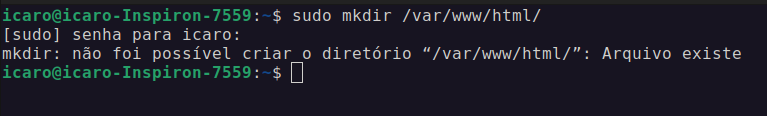 icaro@icaro-Inspiron-7559:~$ sudo mkdir /var/www/html/
[sudo] senha para icaro:
mkdir: não foi possível criar o diretório “/var/www/html/”: Arquivo existe
icaro@icaro-Inspiron-7559:~$